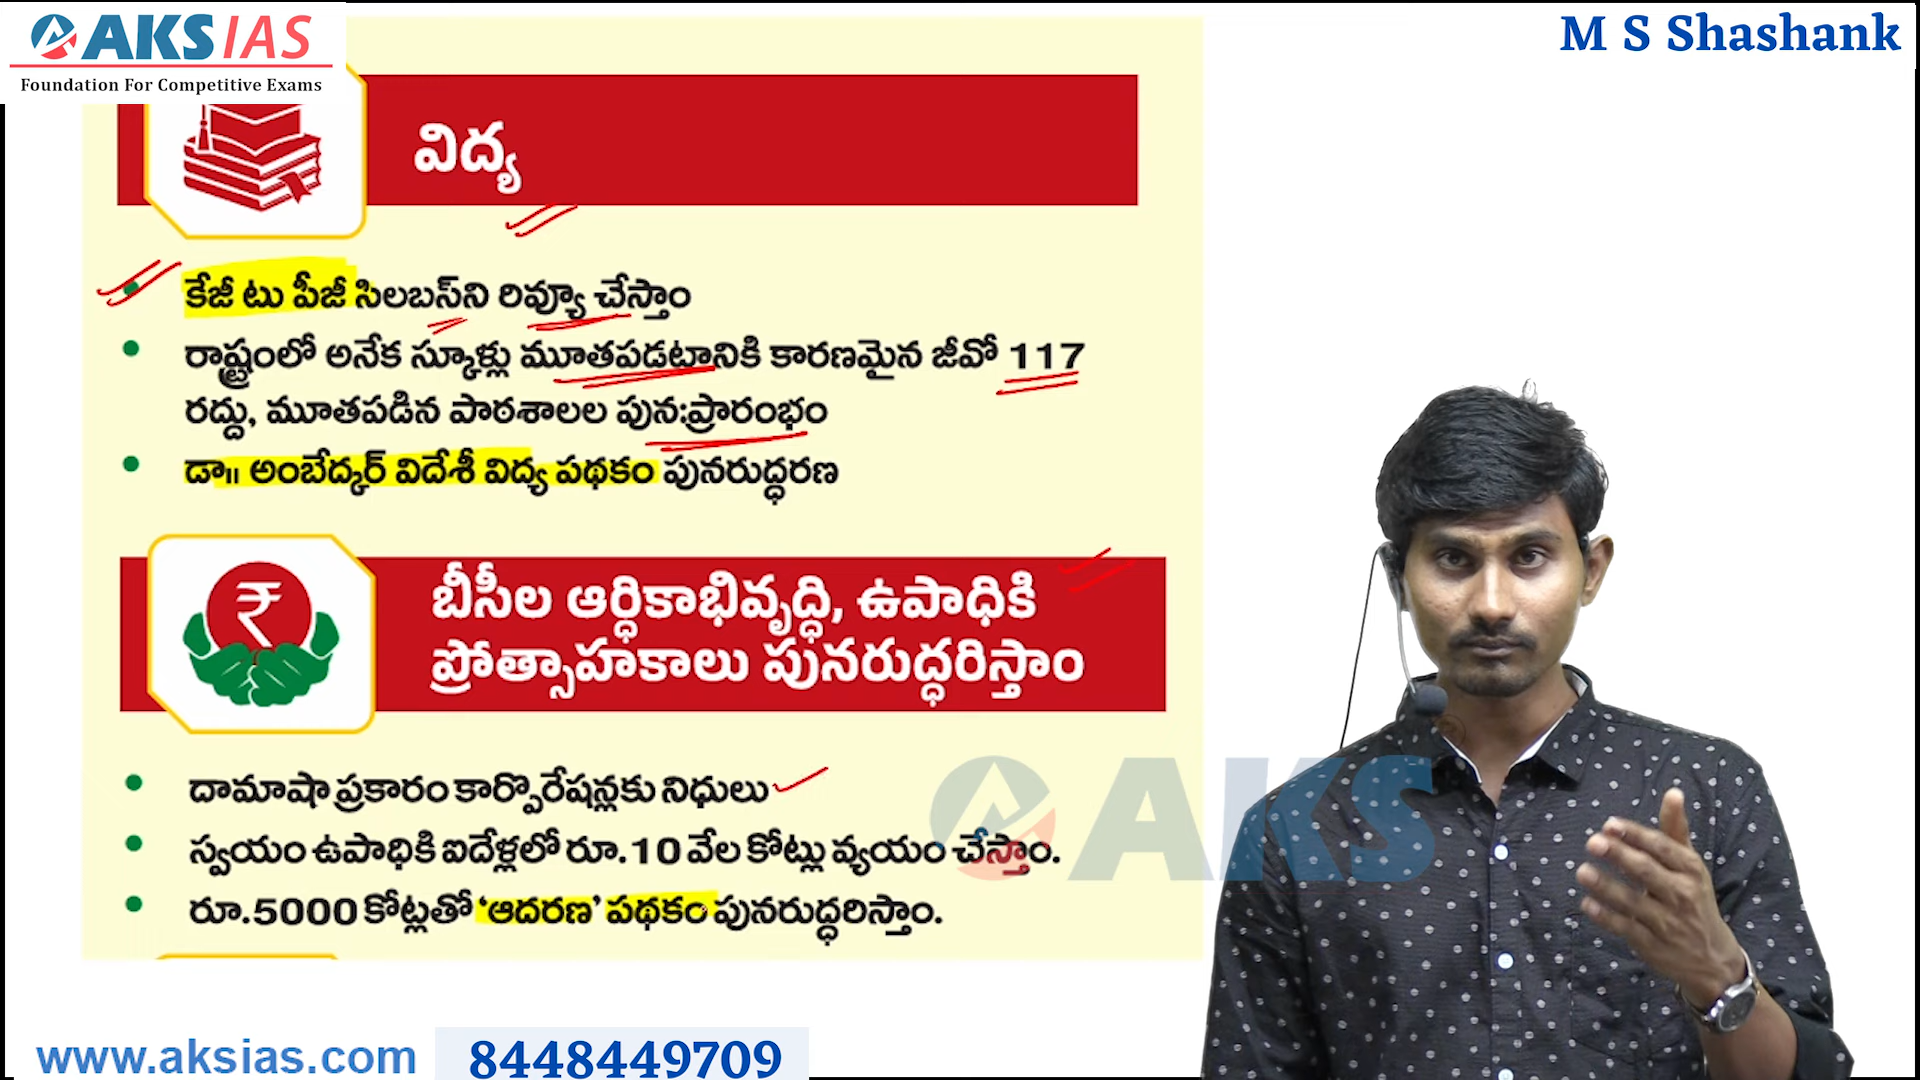 AKS IAS
Foundation For Competitive Exams
M S Shashank
విద్య
కేజీ టు పీజీ సిలబస్‌ని రివ్యూ చేస్తాం
రాష్ట్రంలో అనేక స్కూళ్లు మూతపడటానికి కారణమైన జీవో 117
రద్దు, మూతపడిన పాఠశాలల పున:ప్రారంభం
డా॥ అంబేద్కర్ విదేశీ విద్య పథకం పునరుద్ధరణ
బీసీల ఆర్ధికాభివృద్ధి, ఉపాధికి
ప్రోత్సాహకాలు పునరుద్ధరిస్తాం
దామాషా ప్రకారం కార్పొరేషన్లకు నిధులు
స్వయం ఉపాధికి ఐదేళ్లలో రూ.10 వేల కోట్లు వ్యయం చేస్తాం.
రూ.5000 కోట్లతో 'ఆదరణ' పథకం పునరుద్ధరిస్తాం.
AKS
www.aksias.com
8448449709